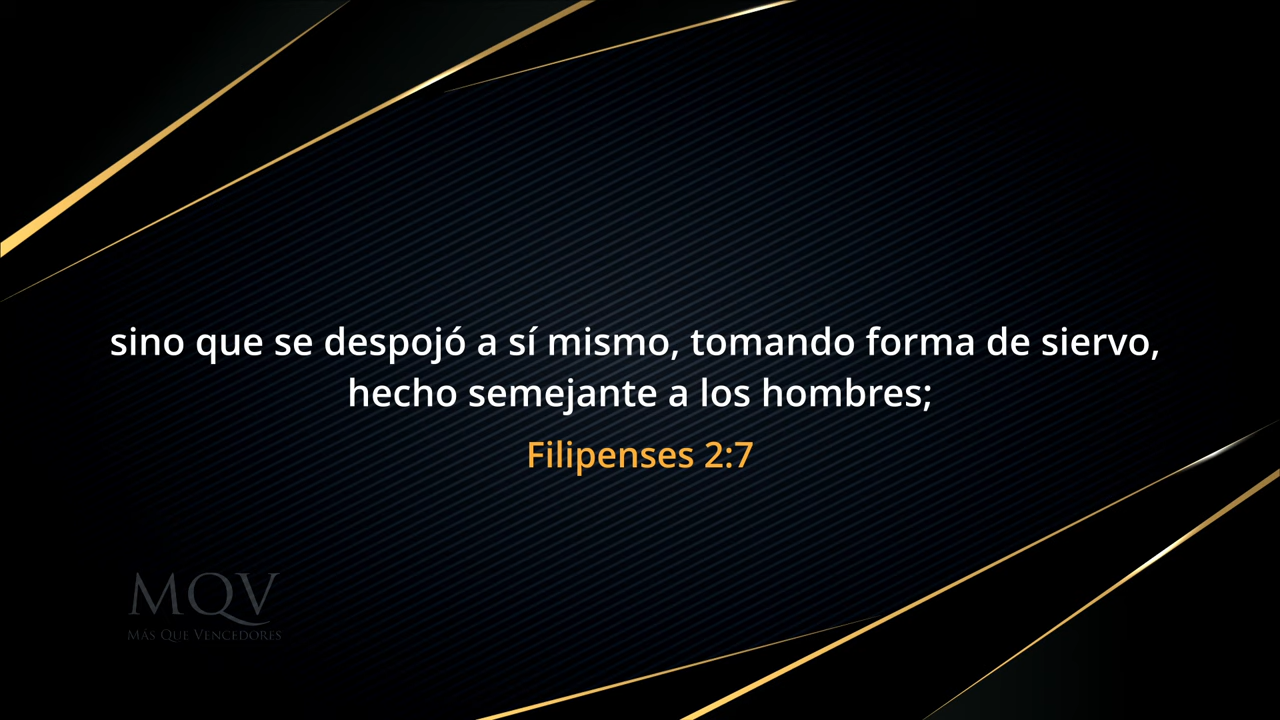 sino que se despojó a sí mismo, tomando forma de siervo,
hecho semejante a los hombres;
Filipenses 2:7
MQV
MÁS QUE VENCEDORES